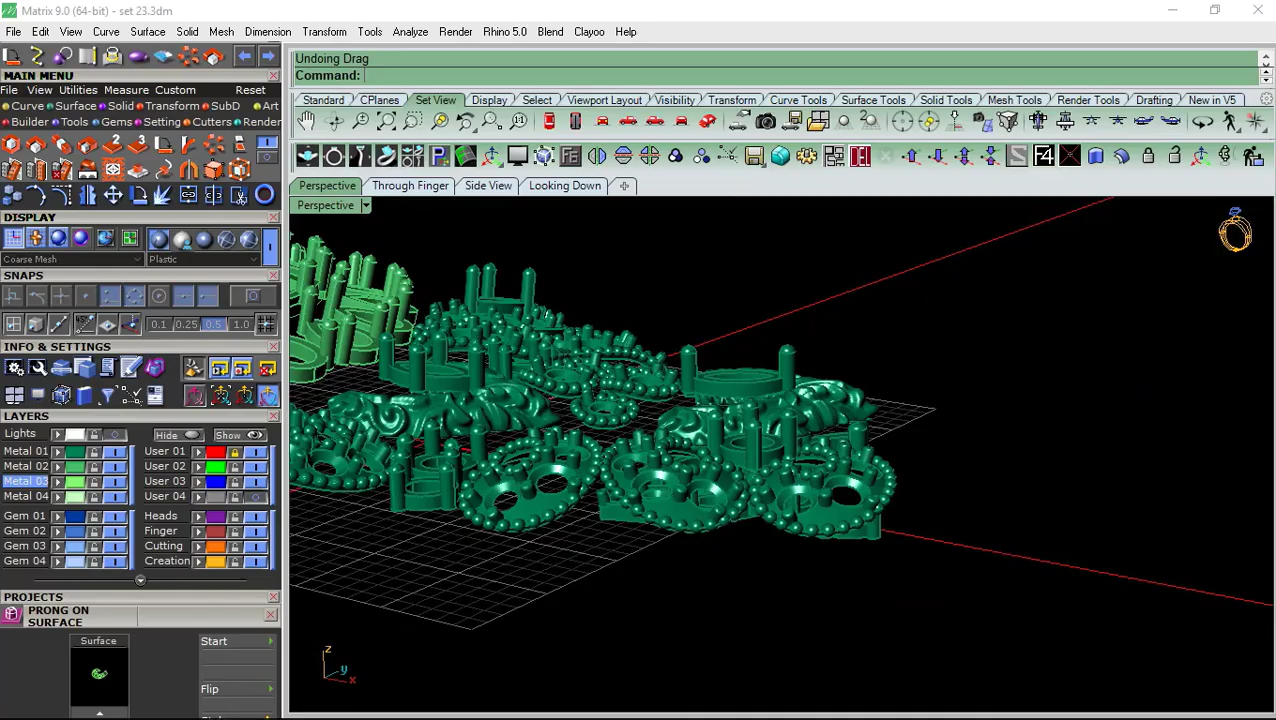 Matrix 9.0 (64-bit) - set 23.3dm
File Edit View Curve Surface Solid Mesh Dimension Transform Tools Analyze Render Rhino 5.0 Blend Clayoo Help
Undoing Drag
Command:
MAIN MENU
File View Utilities Measure Custom Reset
Curve Surface Solid Transform SubD Art
Builder Tools Gems Setting Cutters Render
Standard CPlanes Set View Display Select Viewport Layout Visibility Transform Curve Tools Surface Tools Solid Tools Mesh Tools Render Tools Drafting New in V5
Perspective Through Finger Side View Looking Down
Perspective
DISPLAY
Coarse Mesh Plastic
SNAPS
0.1 0.25 0.5 1.0
INFO & SETTINGS
LAYERS
Lights Hide Show
Metal 01 User 01
Metal 02 User 02
Metal 03 User 03
Metal 04 User 04
Gem 01 Heads
Gem 02 Finger
Gem 03 Cutting
Gem 04 Creation
PROJECTS
PRONG ON
SURFACE
Surface Start
Flip
z
y
x